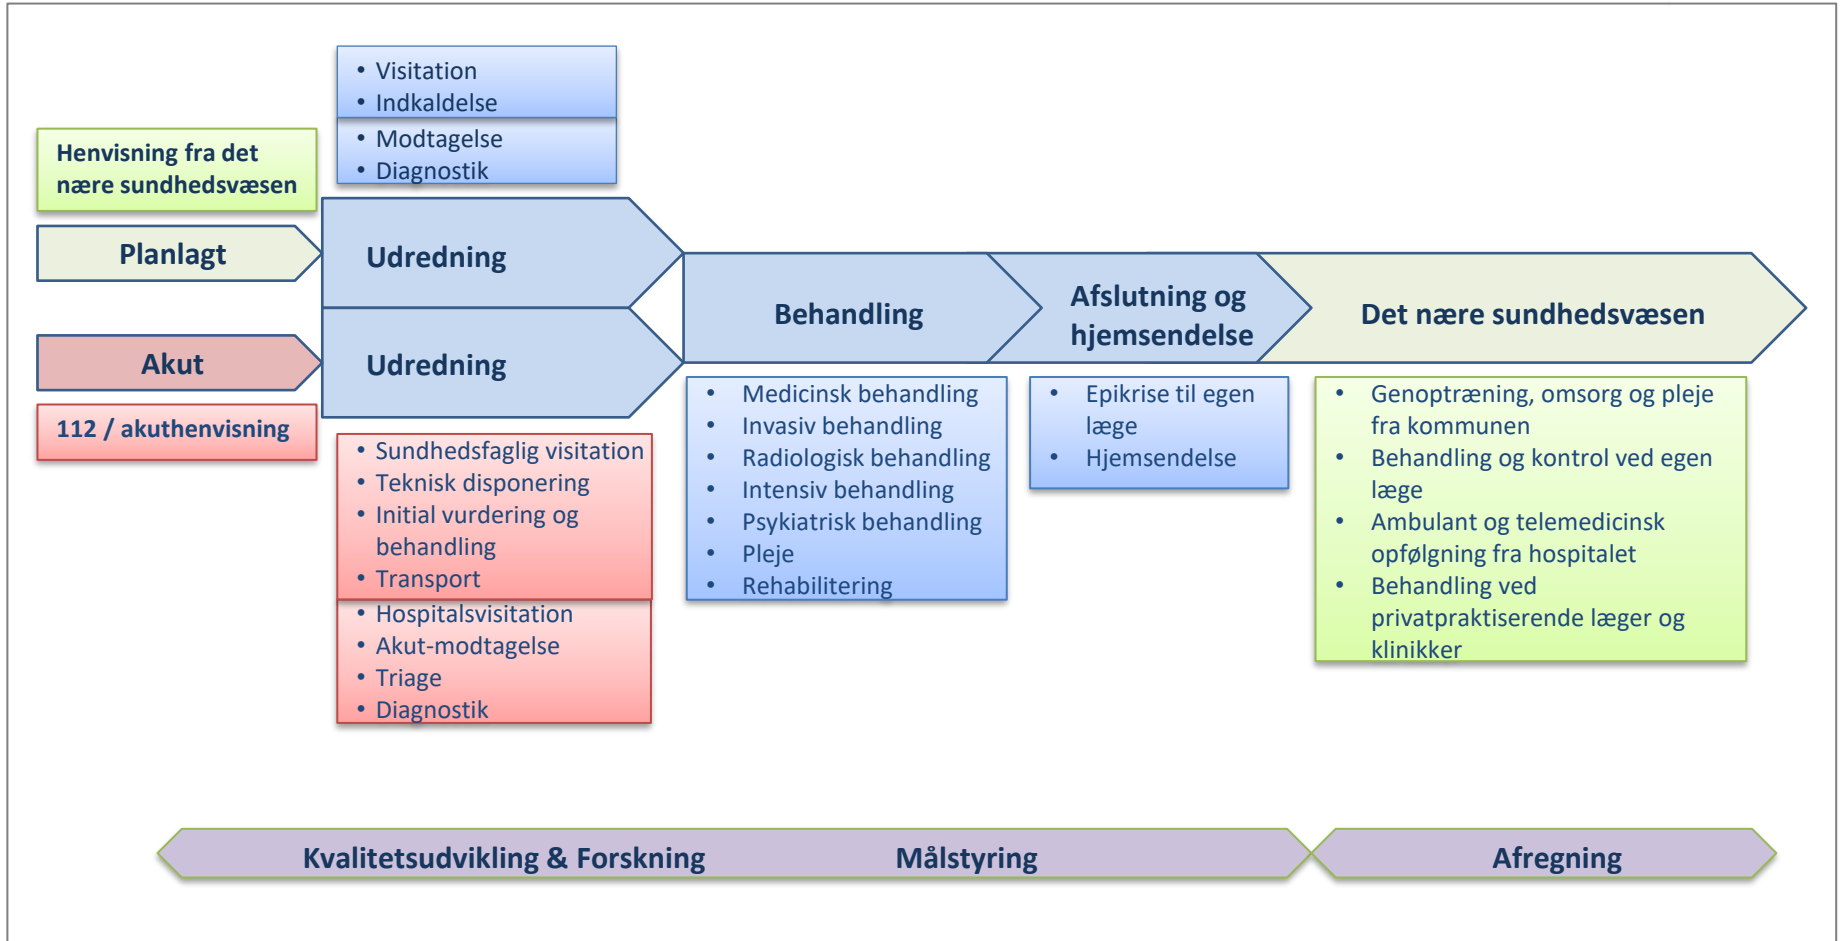 • Visitation
• Indkaldelse
• Modtagelse
• Diagnostik
Henvisning fra det
nære sundhedsvæsen
Planlagt
Udredning
Akut
Udredning
112 / akuthenvisning
• Sundhedsfaglig visitation
• Teknisk disponering
• Initial vurdering og
behandling
• Transport
• Hospitalsvisitation
• Akut-modtagelse
• Triage
• Diagnostik
Behandling
• Medicinsk behandling
• Invasiv behandling
• Radiologisk behandling
• Intensiv behandling
• Psykiatrisk behandling
• Pleje
• Rehabilitering
Afslutning og
hjemsendelse
• Epikrise til egen
læge
• Hjemsendelse
Det nære sundhedsvæsen
• Genoptræning, omsorg og pleje
fra kommunen
• Behandling og kontrol ved egen
læge
• Ambulant og telemedicinsk
opfølgning fra hospitalet
• Behandling ved
privatpraktiserende læger og
klinikker
Kvalitetsudvikling & Forskning
Målstyring
Afregning